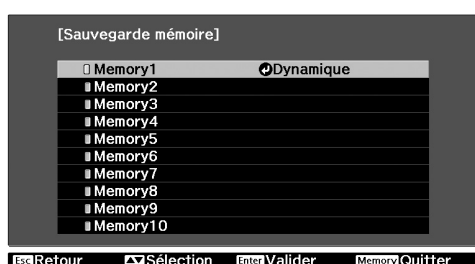 [Sauvegarde mémoire]
Memory1 Dynamique
Memory2
Memory3
Memory4
Memory5
Memory6
Memory7
Memory8
Memory9
Memory10
Esc Retour Sélection Enter Valider Memory Quitter